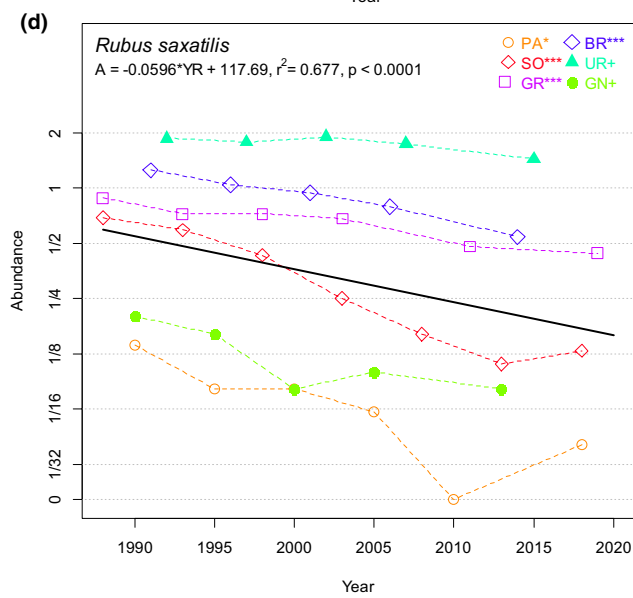 Year
(d)
Rubus saxatilis
A = -0.0596*YR + 117.69, r²= 0.677, p < 0.0001
PA* BR***
SO*** UR+
GR*** GN+
Abundance
2
1
1/2
1/4
1/8
1/16
1/32
0
1990 1995 2000 2005 2010 2015 2020
Year